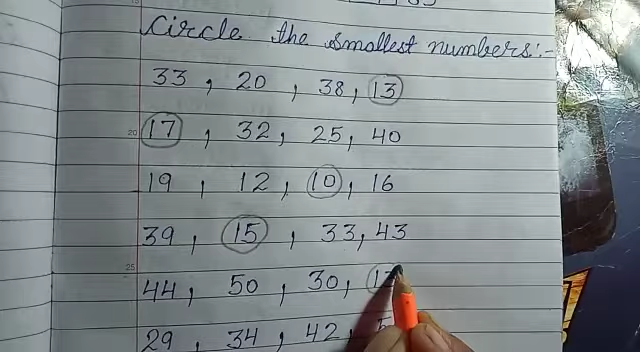 Circle the smallest numbers:-
33, 20, 38, 13
17, 32, 25, 40
19, 12, 10, 16
39, 15, 33, 43
44, 50, 30,
29, 34, 42,